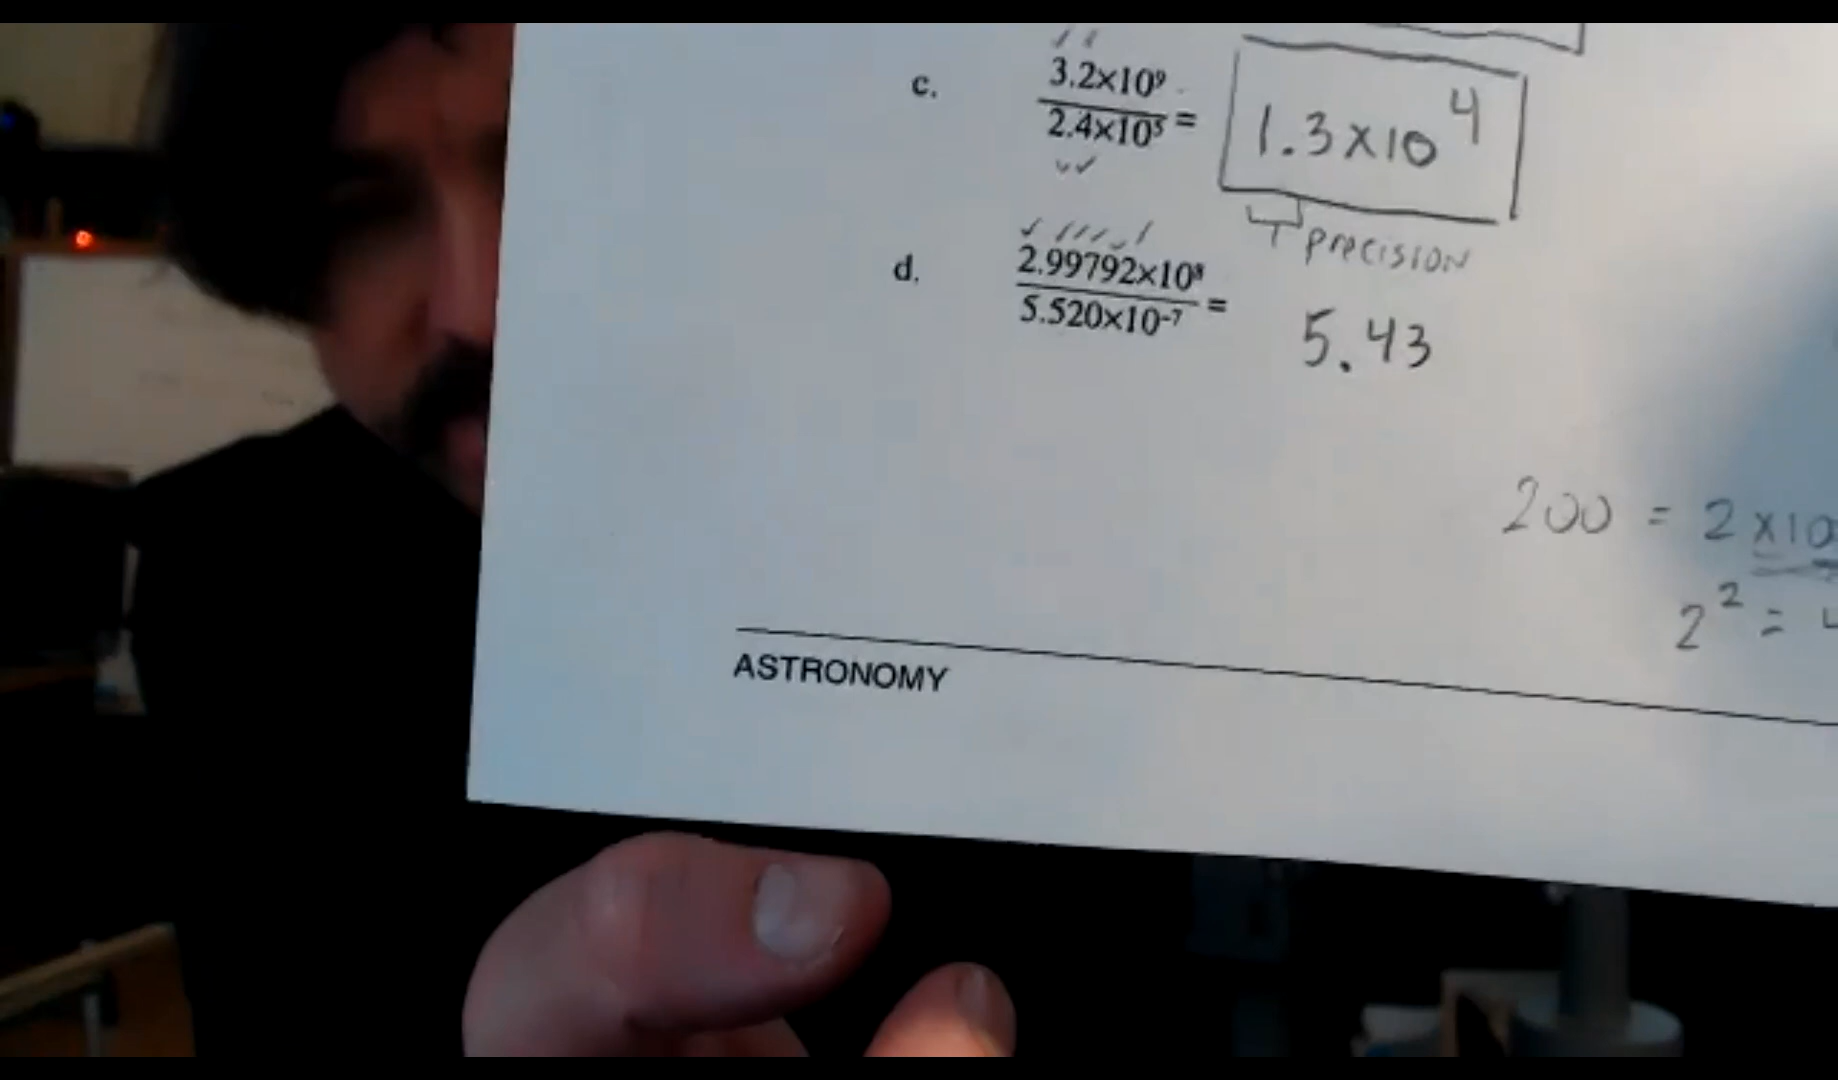 c. 3.2×10⁹ / 2.4×10⁵ = 1.3×10⁴
precision
d. 2.99792×10⁸ / 5.520×10⁻⁷ = 5.43
200 = 2×10
2² =
ASTRONOMY